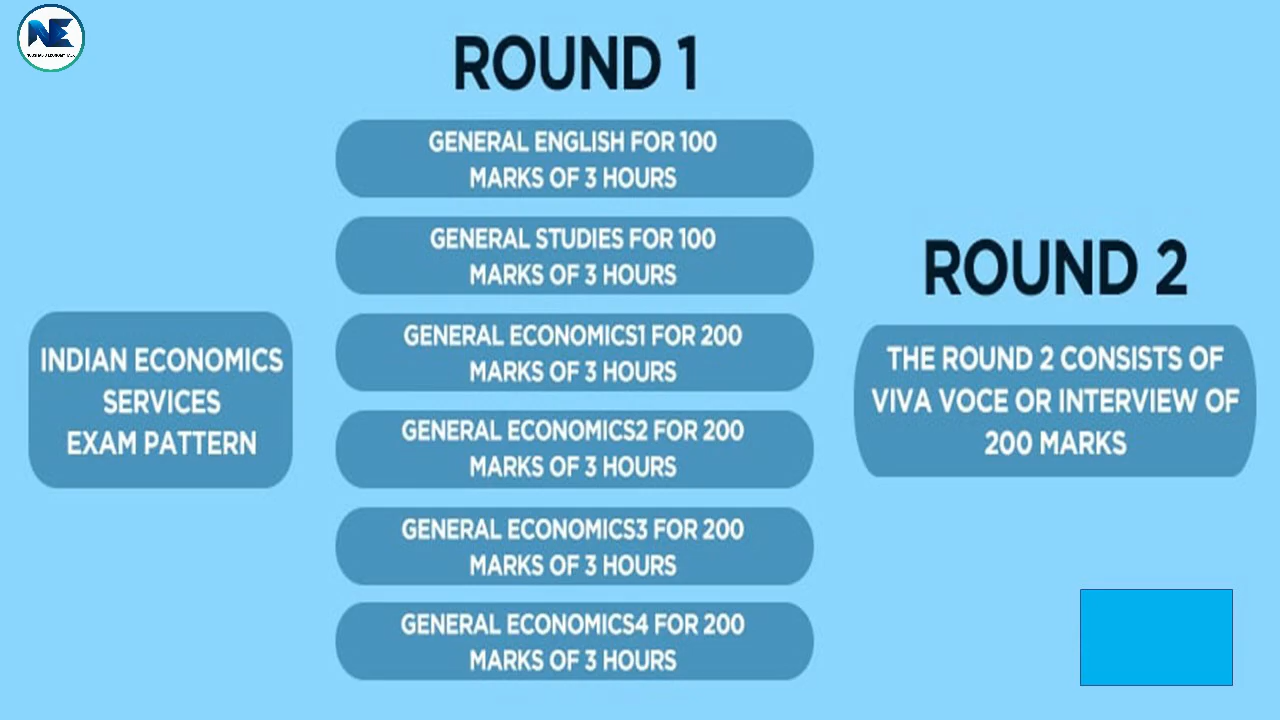 NE
INDIAN ECONOMICS
SERVICES
EXAM PATTERN
ROUND 1
GENERAL ENGLISH FOR 100
MARKS OF 3 HOURS
GENERAL STUDIES FOR 100
MARKS OF 3 HOURS
GENERAL ECONOMICS1 FOR 200
MARKS OF 3 HOURS
GENERAL ECONOMICS2 FOR 200
MARKS OF 3 HOURS
GENERAL ECONOMICS3 FOR 200
MARKS OF 3 HOURS
GENERAL ECONOMICS4 FOR 200
MARKS OF 3 HOURS
ROUND 2
THE ROUND 2 CONSISTS OF
VIVA VOCE OR INTERVIEW OF
200 MARKS